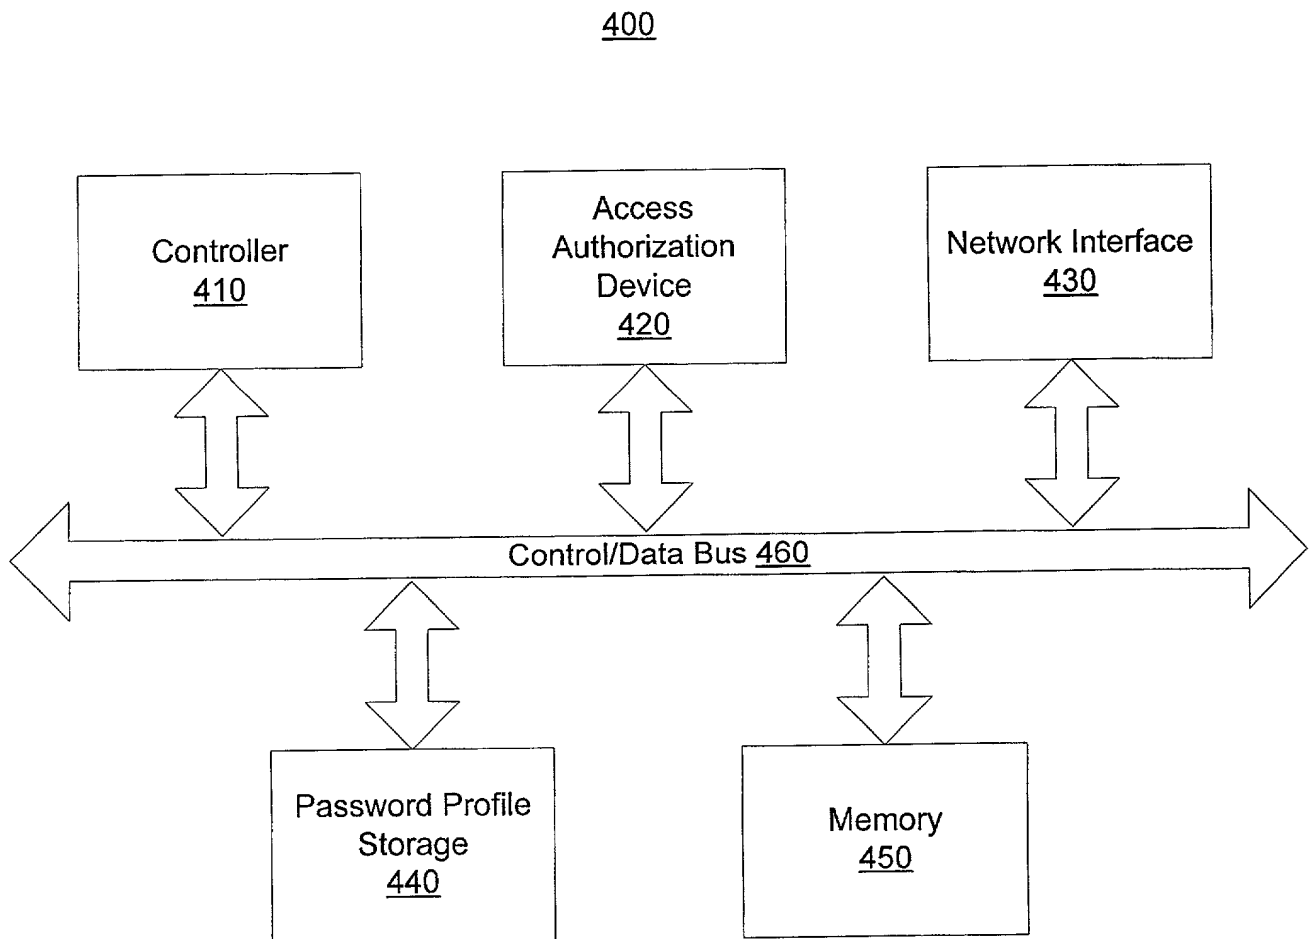 400
Controller
410
Access
Authorization
Device
420
Network Interface
430
Control/Data Bus 460
Password Profile
Storage
440
Memory
450